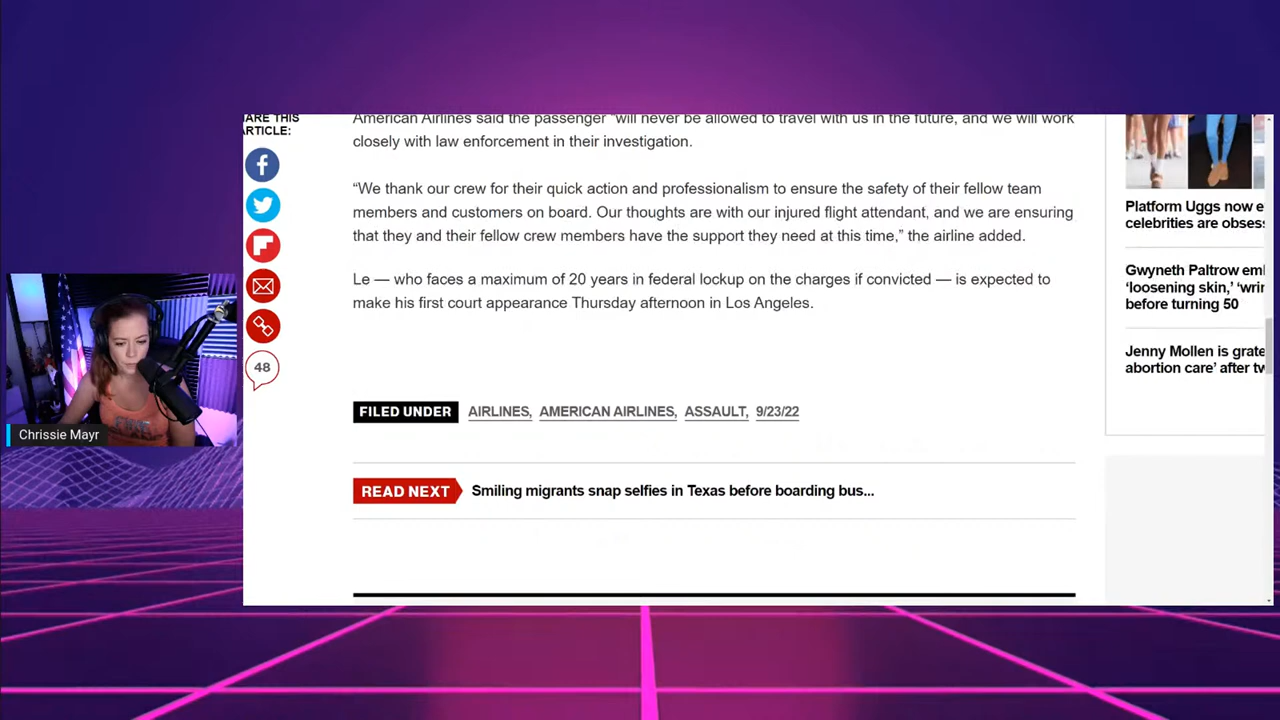 ARE THIS
ARTICLE:
48
American Airlines said the passenger “will never be allowed to travel with us in the future, and we will work
closely with law enforcement in their investigation.
“We thank our crew for their quick action and professionalism to ensure the safety of their fellow team
members and customers on board. Our thoughts are with our injured flight attendant, and we are ensuring
that they and their fellow crew members have the support they need at this time,” the airline added.
Le — who faces a maximum of 20 years in federal lockup on the charges if convicted — is expected to
make his first court appearance Thursday afternoon in Los Angeles.
FILED UNDER AIRLINES, AMERICAN AIRLINES, ASSAULT, 9/23/22
READ NEXT Smiling migrants snap selfies in Texas before boarding bus...
Platform Uggs now e
celebrities are obses
Gwyneth Paltrow em
‘loosening skin,’ ‘wri
before turning 50
Jenny Mollen is grate
abortion care’ after tw
Chrissie Mayr